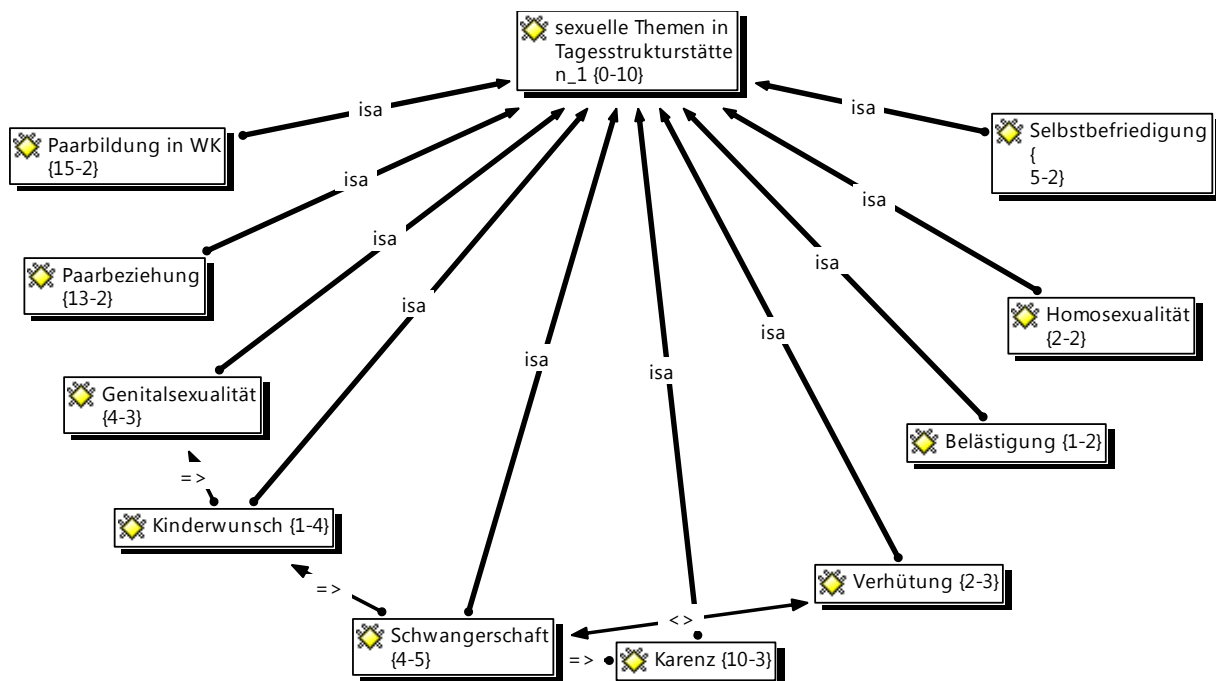 sexuelle Themen in
Tagesstrukturstätte
n_1 {0-10}
isa
isa
Paarbildung in WK
{15-2}
Selbstbefriedigung
{
5-2}
isa
isa
isa
Paarbeziehung
{13-2}
isa
Homosexualität
{2-2}
isa
isa
isa
isa
Genitalsexualität
{4-3}
Belästigung {1-2}
=>
Kinderwunsch {1-4}
=>
Verhütung {2-3}
<>
Schwangerschaft
{4-5}
=>
Karenz {10-3}